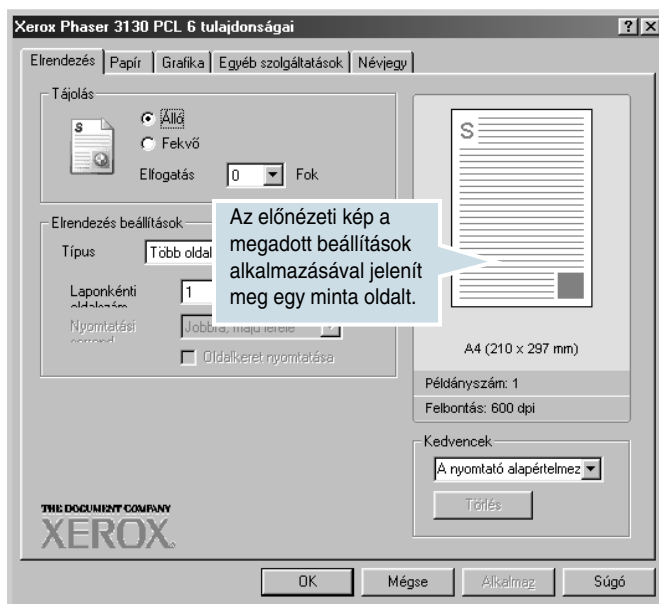 Xerox Phaser 3130 PCL 6 tulajdonságai
Elrendezés Papír Grafika Egyéb szolgáltatások Névjegy
Tájolás
S
Álló
Fekvő
Elfogatás 0 Fok
Elrendezés beállítások
Típus Több oldal
Laponkénti 1
Nyomtatási Jobbra, majd lefelé
Oldalkeret nyomtatása
Az előnézeti kép a
megadott beállítások
alkalmazásával jelenít
meg egy minta oldalt.
S
A4 (210 x 297 mm)
Példányszám: 1
Felbontás: 600 dpi
Kedvencek
A nyomtató alapértelmez
Törlés
THE DOCUMENT COMPANY
XEROX
OK Mégse Alkalmaz Súgó